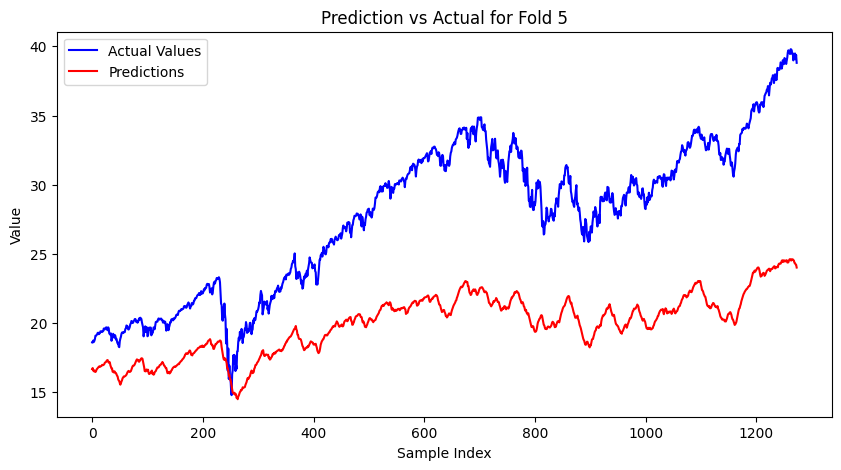 Prediction vs Actual for Fold 5
Actual Values
Predictions
40
35
30
25
20
15
Value
0 200 400 600 800 1000 1200
Sample Index